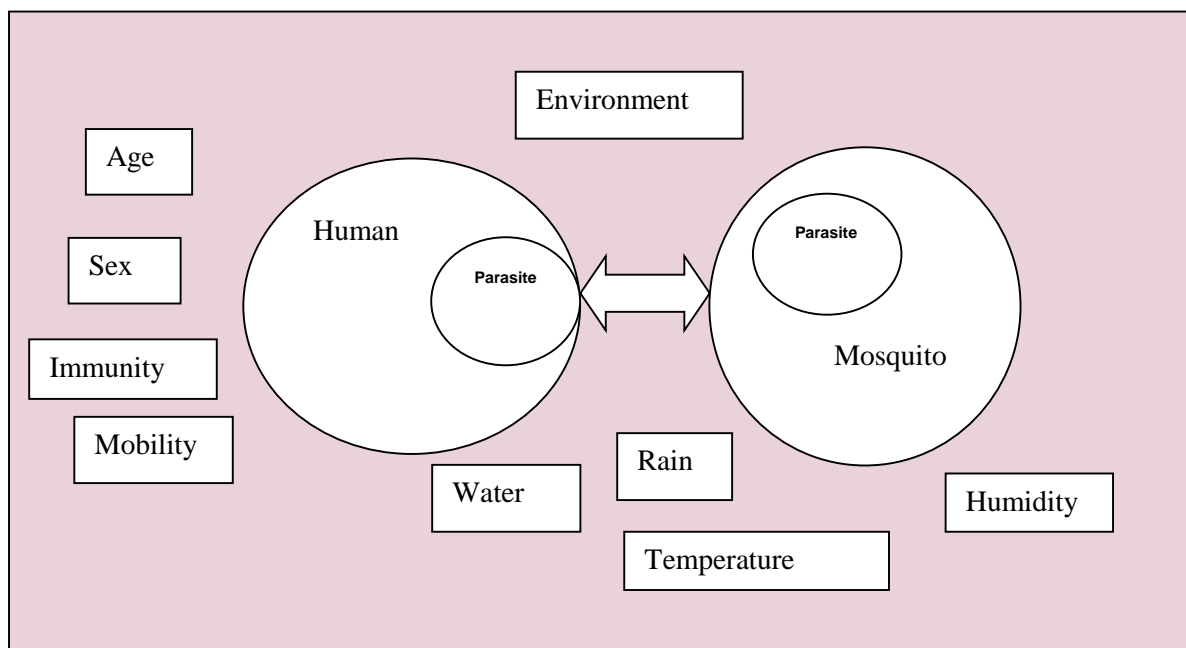 Environment
Age
Human
Parasite
Parasite
Sex
Mosquito
Immunity
Mobility
Rain
Water
Humidity
Temperature